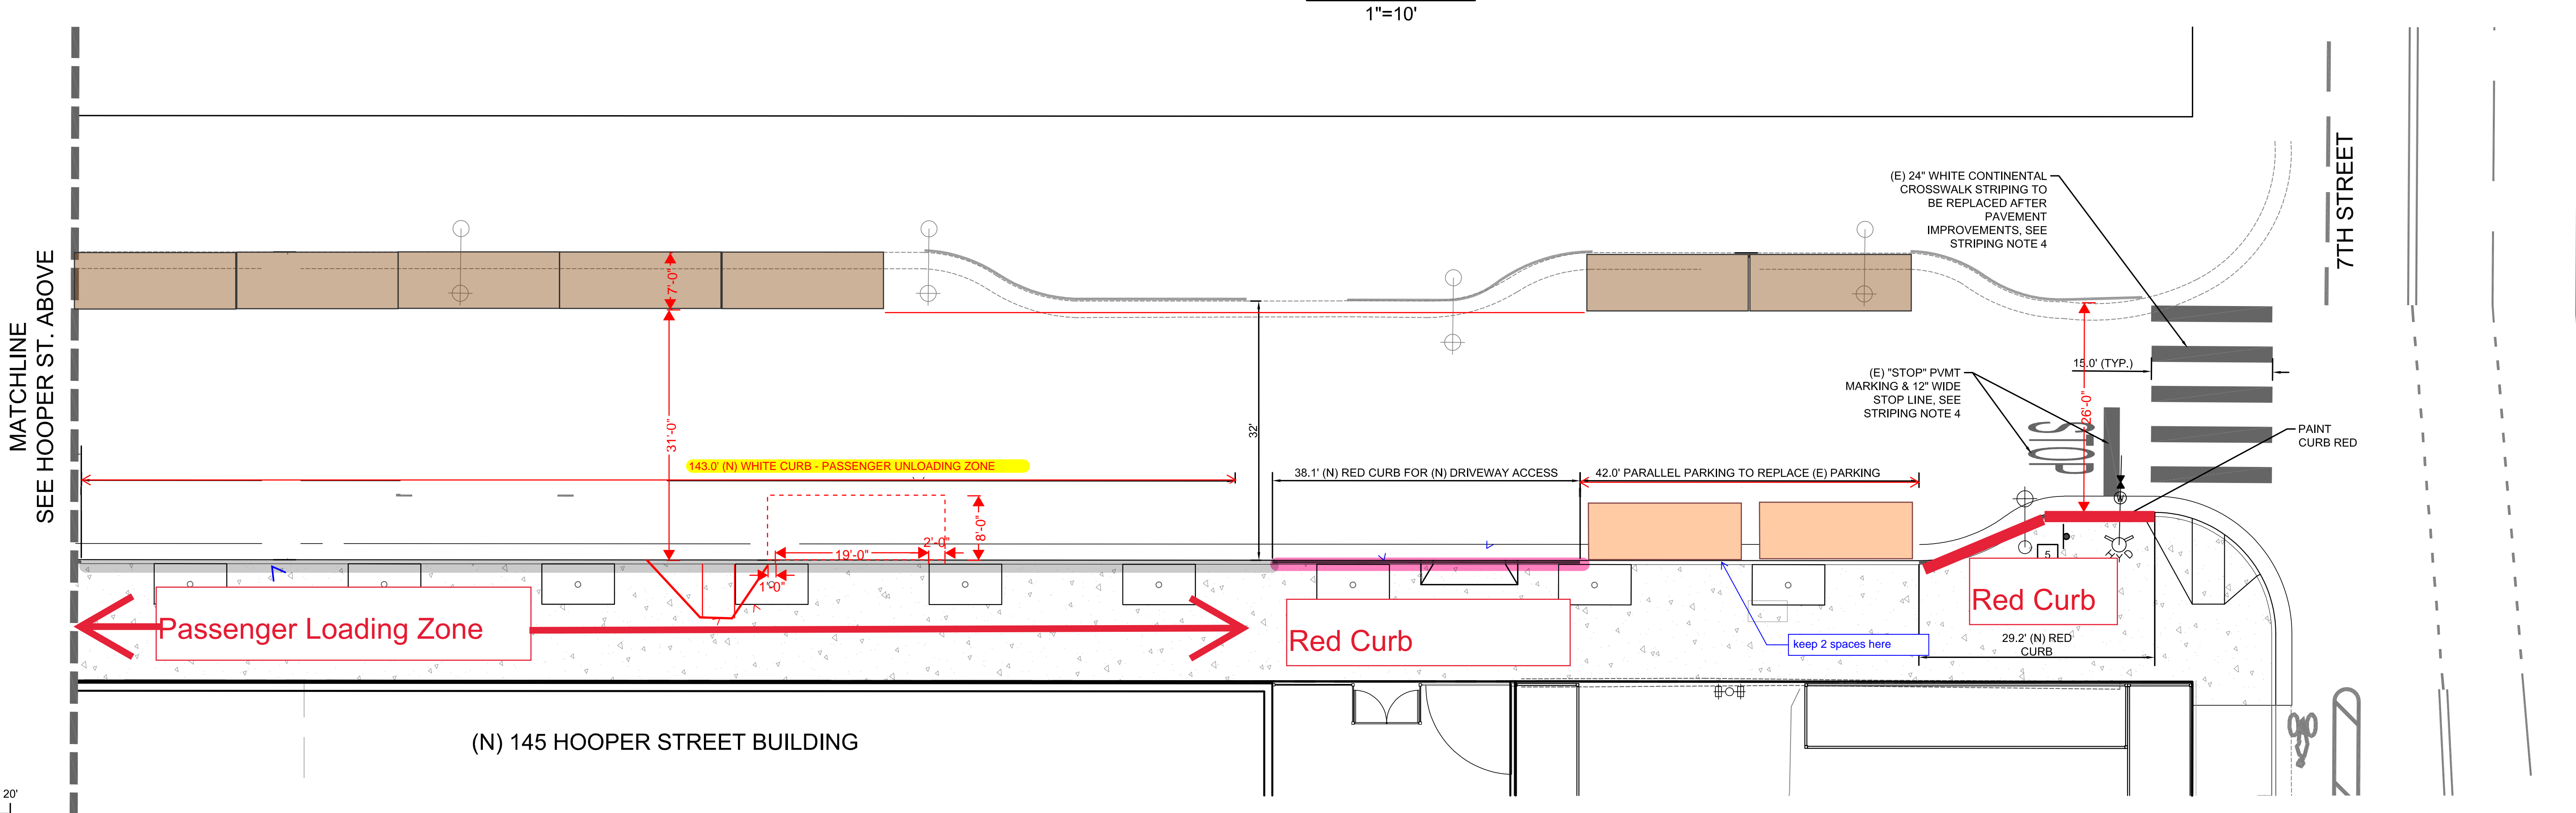 1"=10'
MATCHLINE
SEE HOOPER ST. ABOVE
7TH STREET
(E) 24" WHITE CONTINENTAL
CROSSWALK STRIPING TO
BE REPLACED AFTER
PAVEMENT
IMPROVEMENTS, SEE
STRIPING NOTE 4
7'-0"
15.0' (TYP.)
(E) "STOP" PVMT
MARKING & 12" WIDE
STOP LINE, SEE
STRIPING NOTE 4
26'-0"
31'-0"
32'
STOP
PAINT
CURB RED
143.0' (N) WHITE CURB - PASSENGER UNLOADING ZONE
38.1' (N) RED CURB FOR (N) DRIVEWAY ACCESS
42.0' PARALLEL PARKING TO REPLACE (E) PARKING
W
8'-0"
2'-0"
19'-0"
1'-0"
5
HYD
Passenger Loading Zone
Red Curb
Red Curb
keep 2 spaces here
29.2' (N) RED
CURB
(N) 145 HOOPER STREET BUILDING
20'